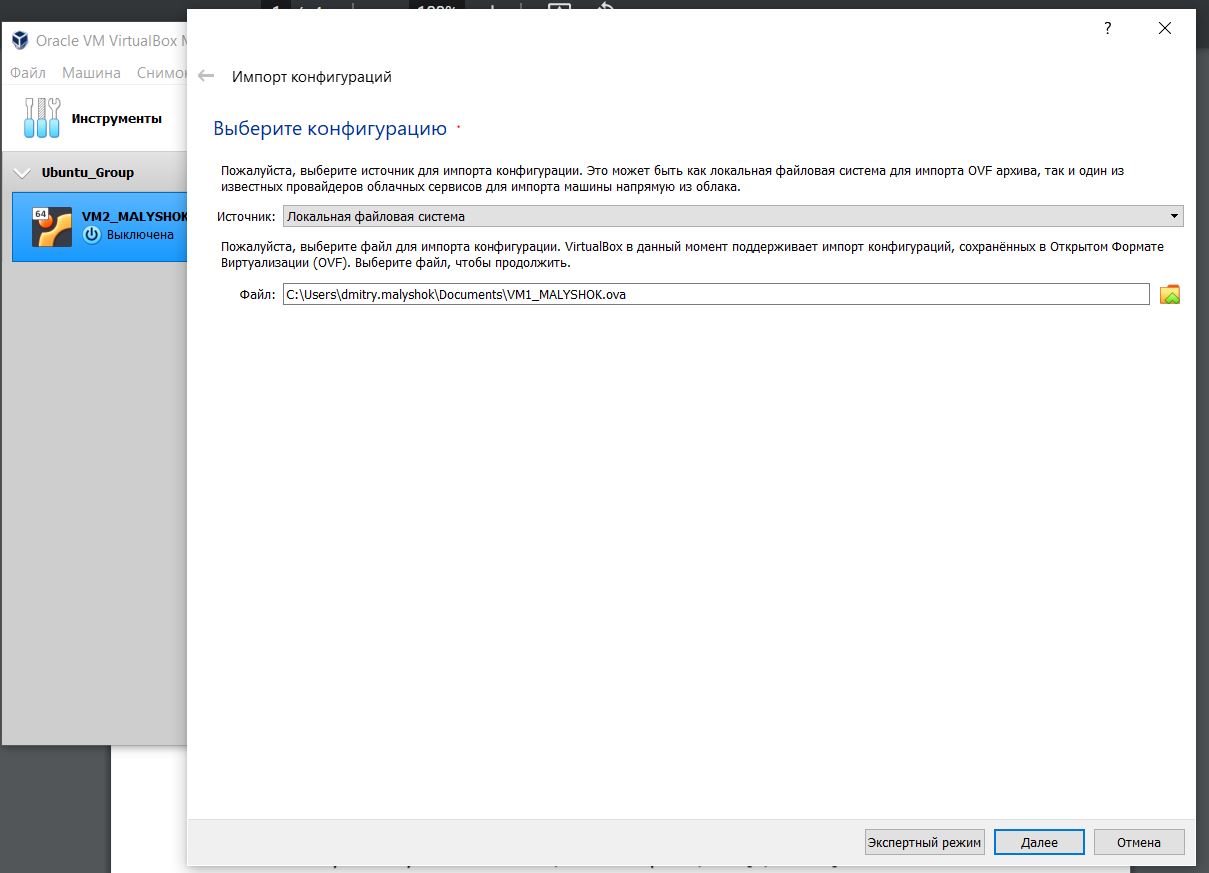 Oracle VM VirtualBox
Файл Машина
Инструменты
Ubuntu_Group
64
VM2_MALYSHOK
Выключена
?
Импорт конфигураций
Выберите конфигурацию
Пожалуйста, выберите источник для импорта конфигурации. Это может быть как локальная файловая система для импорта OVF архива, так и один из
известных провайдеров облачных сервисов для импорта машины напрямую из облака.
Источник: Локальная файловая система
Пожалуйста, выберите файл для импорта конфигурации. VirtualBox в данный момент поддерживает импорт конфигураций, сохранённых в Открытом Формате
Виртуализации (OVF). Выберите файл, чтобы продолжить.
Файл: C:\Users\dmitry.malyshok\Documents\VM1_MALYSHOK.ova
Экспертный режим Далее Отмена